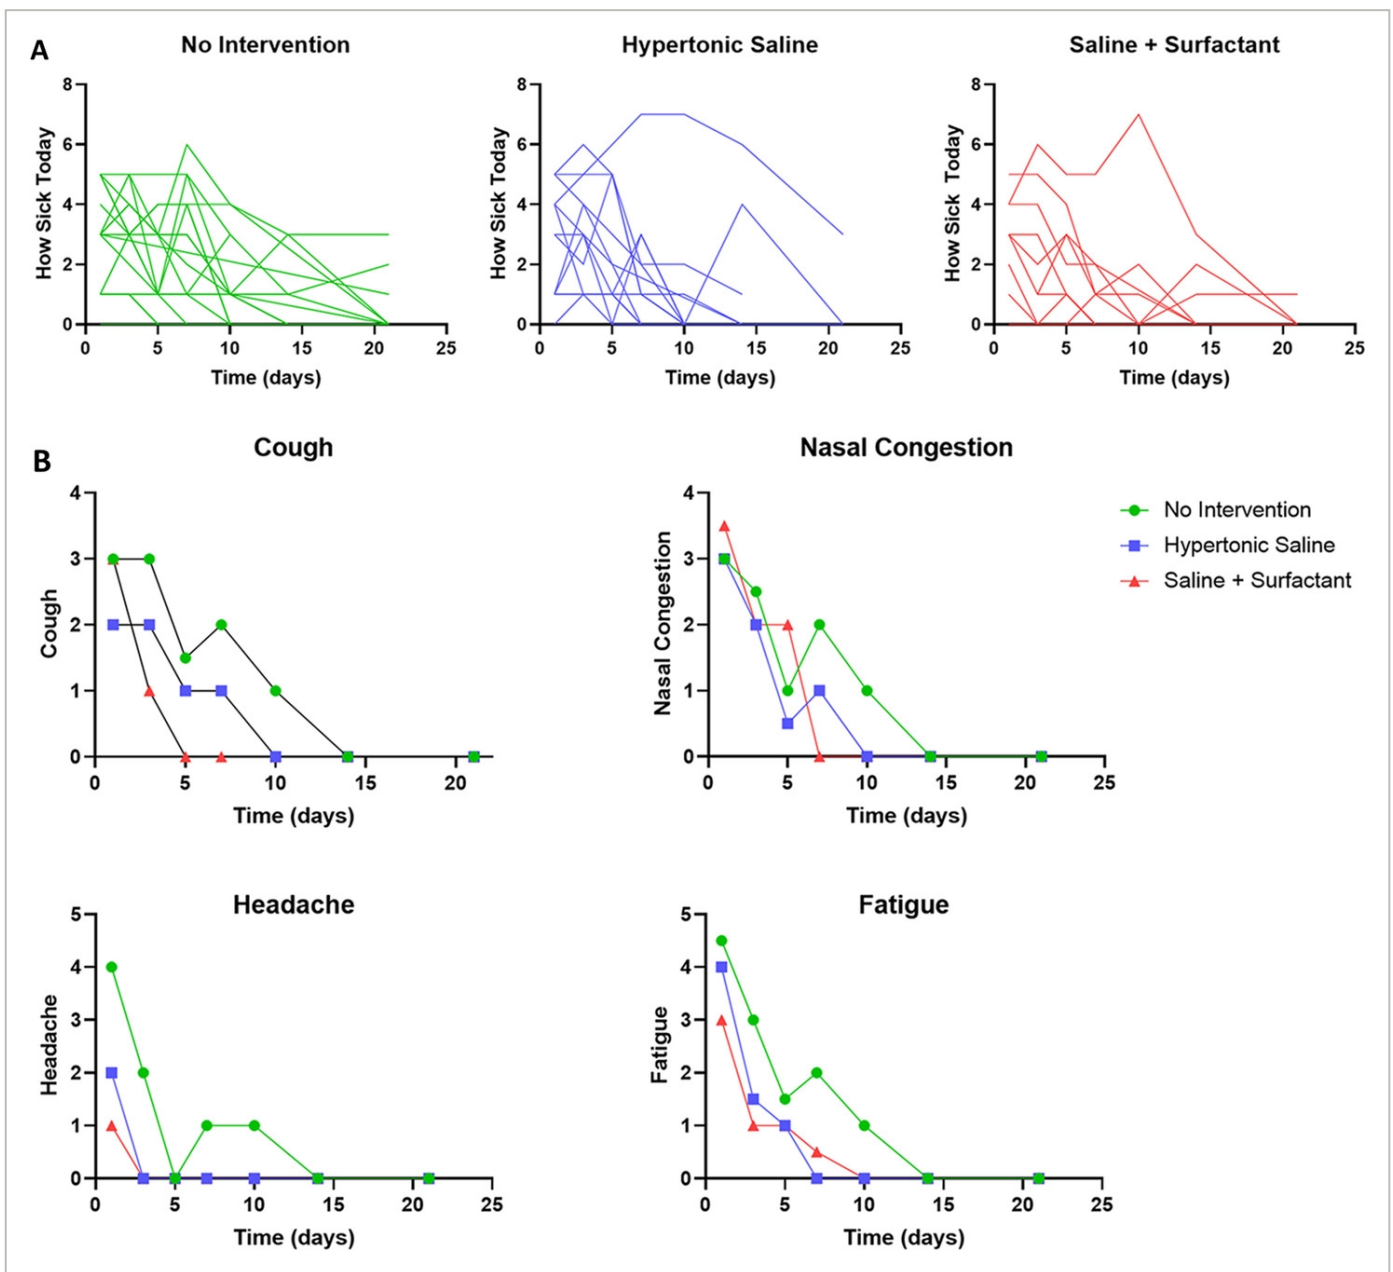 A
No Intervention
Hypertonic Saline
Saline + Surfactant
How Sick Today
8
6
4
2
0
0 5 10 15 20 25
Time (days)
How Sick Today
8
6
4
2
0
0 5 10 15 20 25
Time (days)
How Sick Today
8
6
4
2
0
0 5 10 15 20 25
Time (days)
B
Cough
Cough
4
3
2
1
0
0 5 10 15 20
Time (days)
Nasal Congestion
Nasal Congestion
4
3
2
1
0
0 5 10 15 20 25
Time (days)
No Intervention
Hypertonic Saline
Saline + Surfactant
Headache
Headache
5
4
3
2
1
0
0 5 10 15 20 25
Time (days)
Fatigue
Fatigue
5
4
3
2
1
0
0 5 10 15 20 25
Time (days)